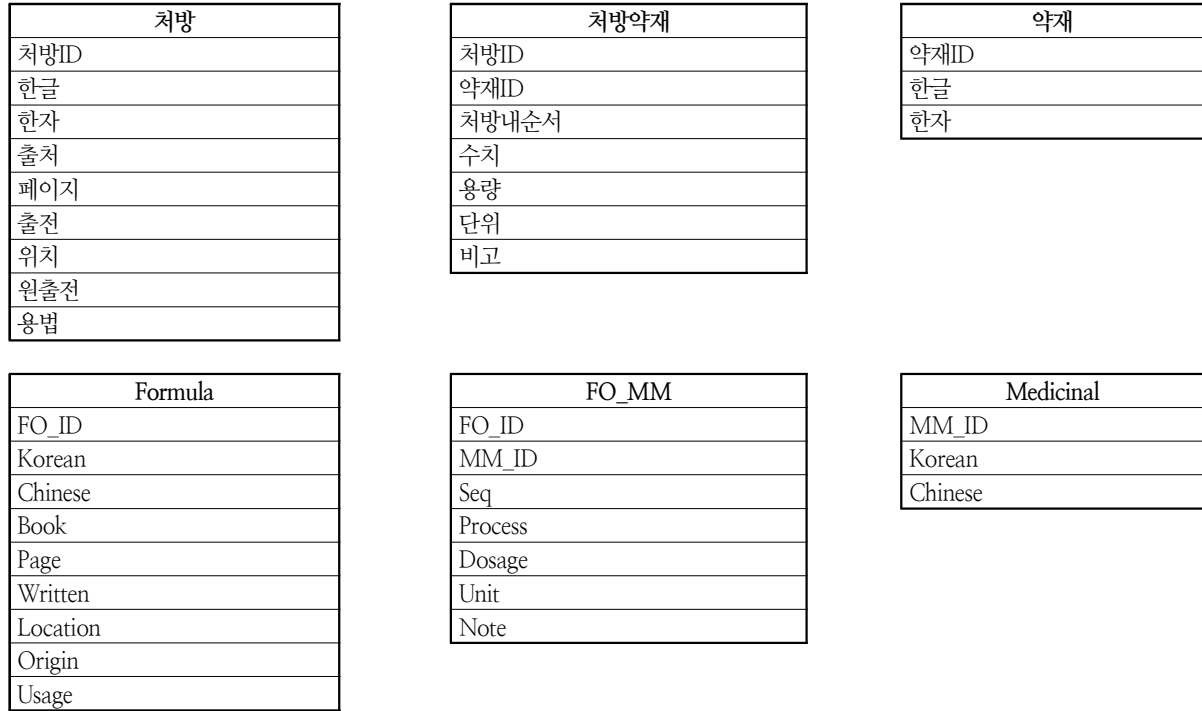 처방
처방ID
한글
한자
출처
페이지
출전
위치
원출전
용법
처방약재
처방ID
약재ID
처방내순서
수치
용량
단위
비고
약재
약재ID
한글
한자
Formula
FO_ID
Korean
Chinese
Book
Page
Written
Location
Origin
Usage
FO_MM
FO_ID
MM_ID
Seq
Process
Dosage
Unit
Note
Medicinal
MM_ID
Korean
Chinese